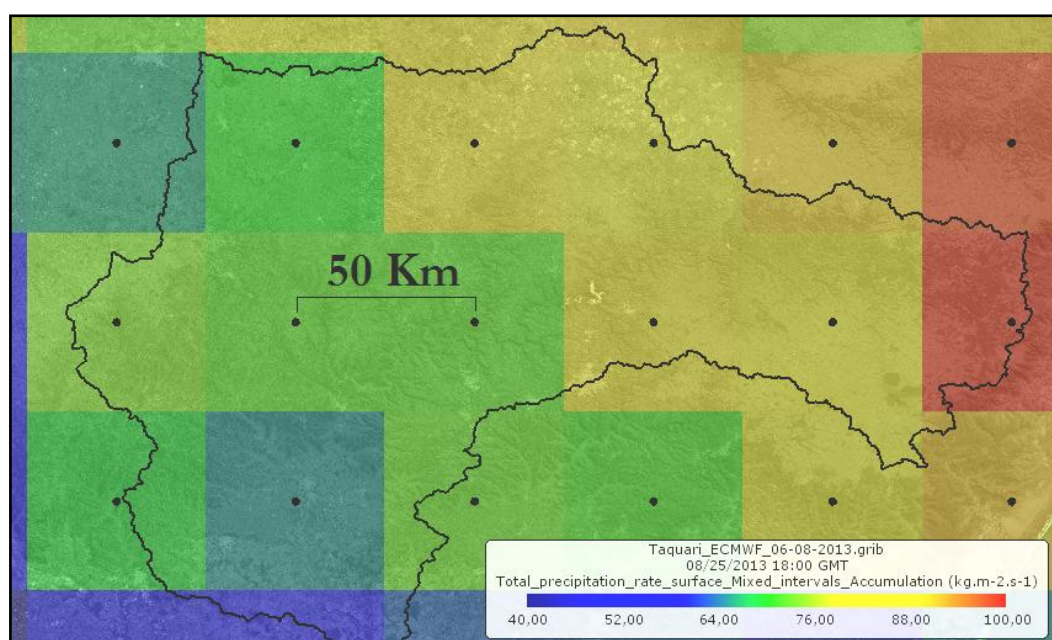 50 Km
Taquari_ECMWF_06-08-2013.grib
08/25/2013 18:00 GMT
Total_precipitation_rate_surface_Mixed_intervals_Accumulation (kg.m-2.s-1)
40,00 52,00 64,00 76,00 88,00 100,00